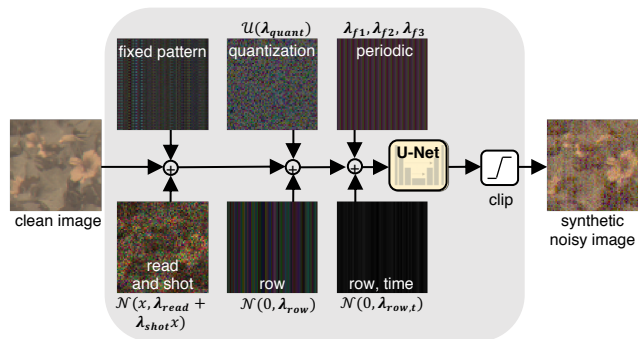 𝒰(λ_quant)
λ_f1, λ_f2, λ_f3
fixed pattern
quantization
periodic
U-Net
clean image
clip
synthetic
noisy image
read
and shot
row
row, time
𝒩(x, λ_read +
λ_shot x)
𝒩(0, λ_row)
𝒩(0, λ_row,t)